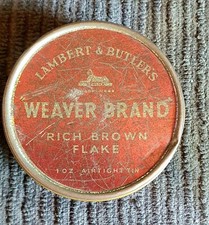 LAMBERT & BUTLER'S
WEAVER BRAND
RICH BROWN
FLAKE
1 OZ AIRTIGHT TIN